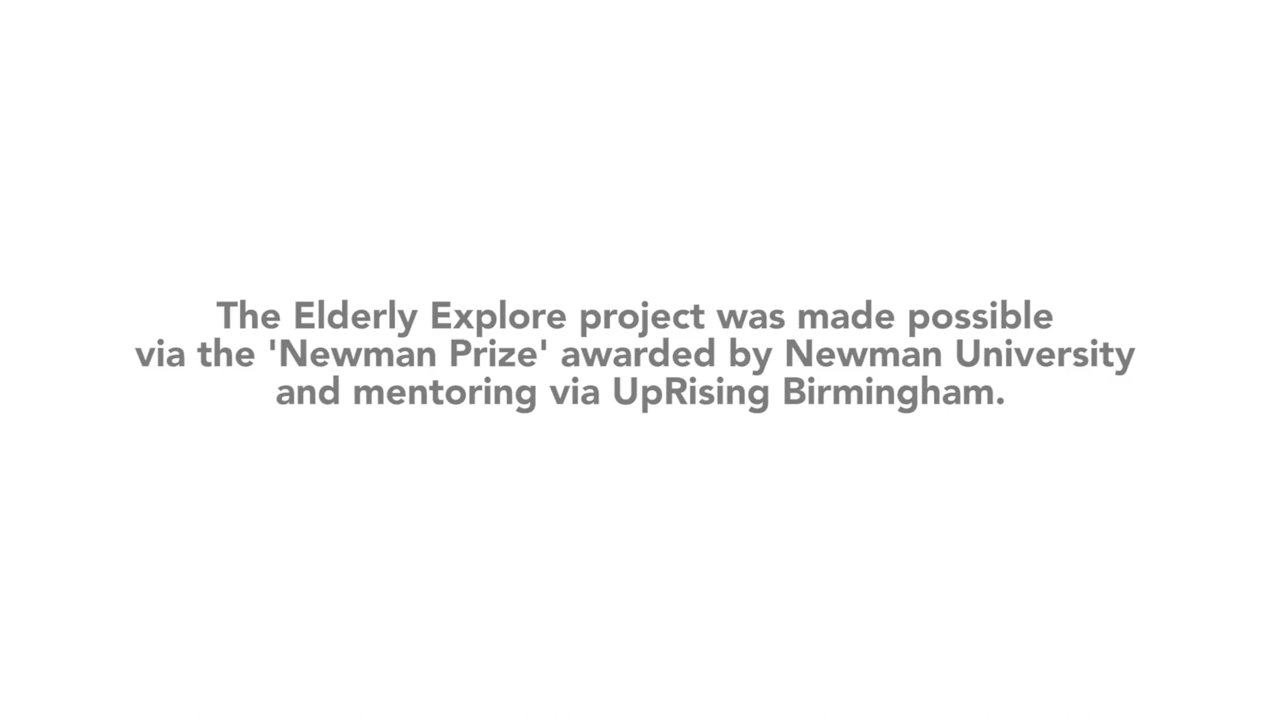 The Elderly Explore project was made possible
via the 'Newman Prize' awarded by Newman University
and mentoring via UpRising Birmingham.